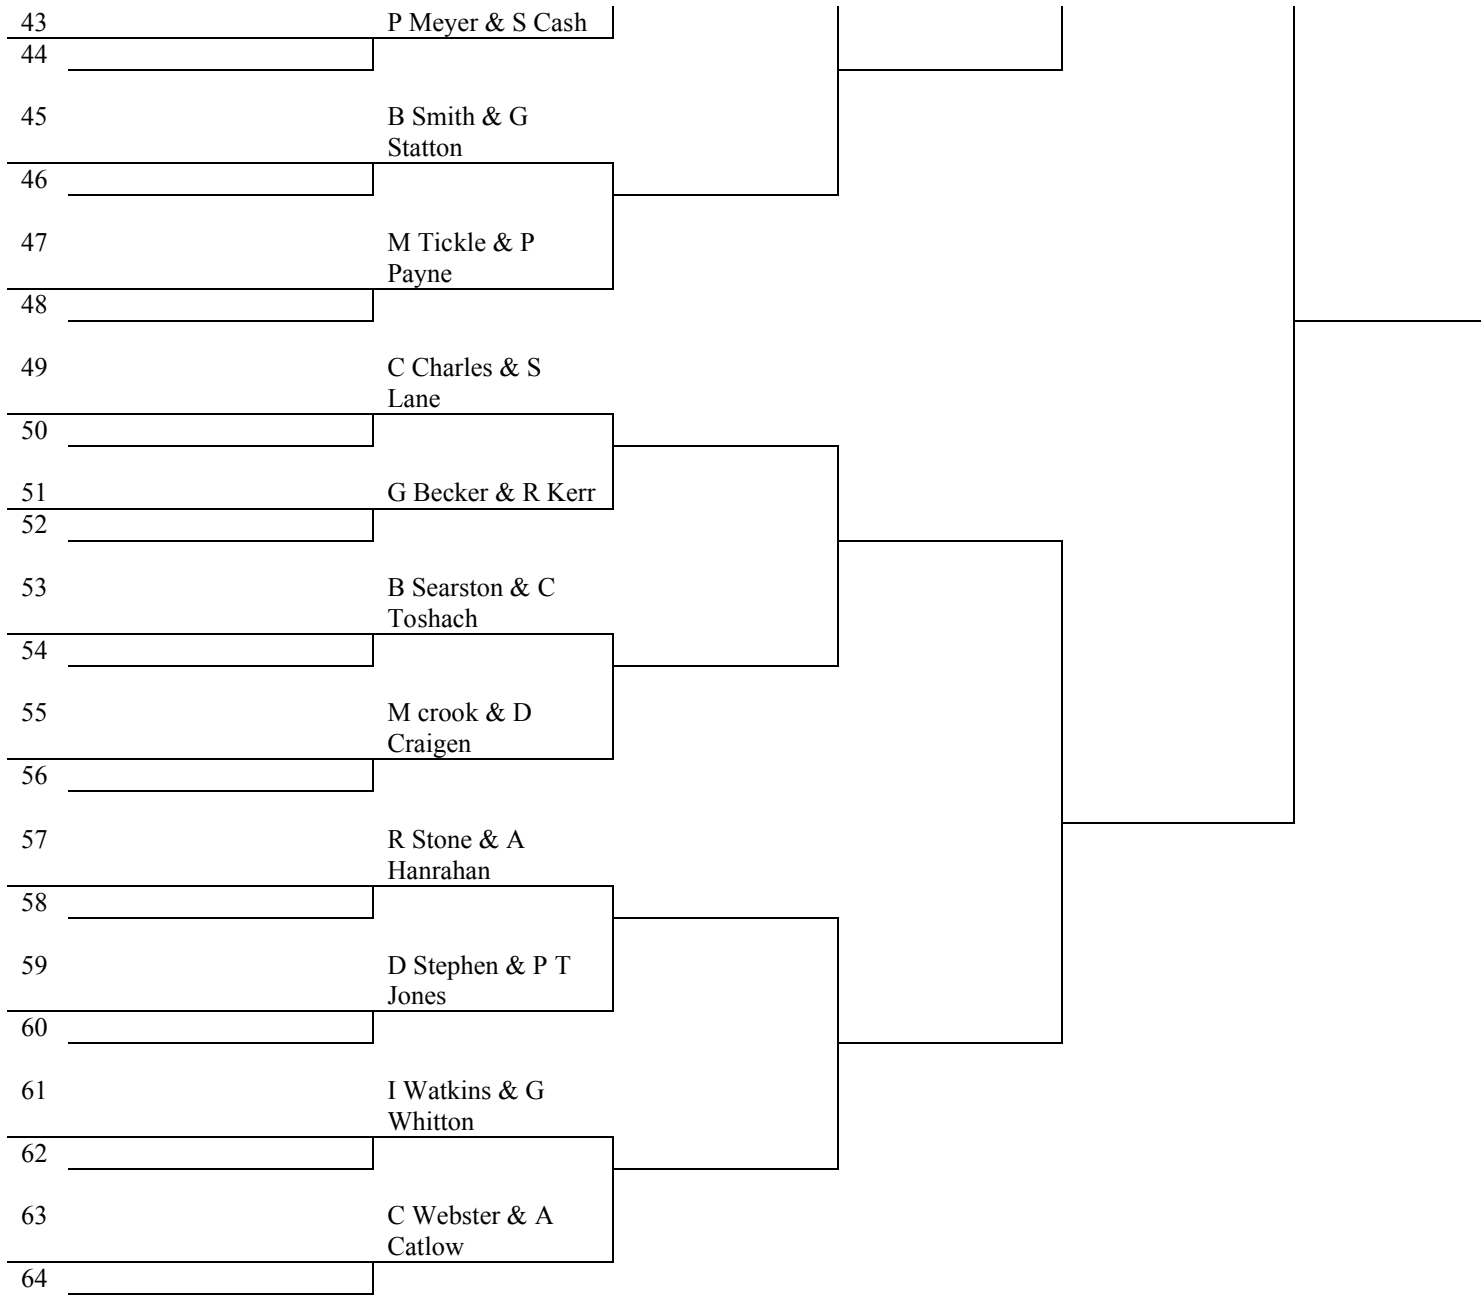 43 P Meyer & S Cash
44
45 B Smith & G
Statton
46
47 M Tickle & P
Payne
48
49 C Charles & S
Lane
50
51 G Becker & R Kerr
52
53 B Searston & C
Toshach
54
55 M crook & D
Craigen
56
57 R Stone & A
Hanrahan
58
59 D Stephen & P T
Jones
60
61 I Watkins & G
Whitton
62
63 C Webster & A
Catlow
64